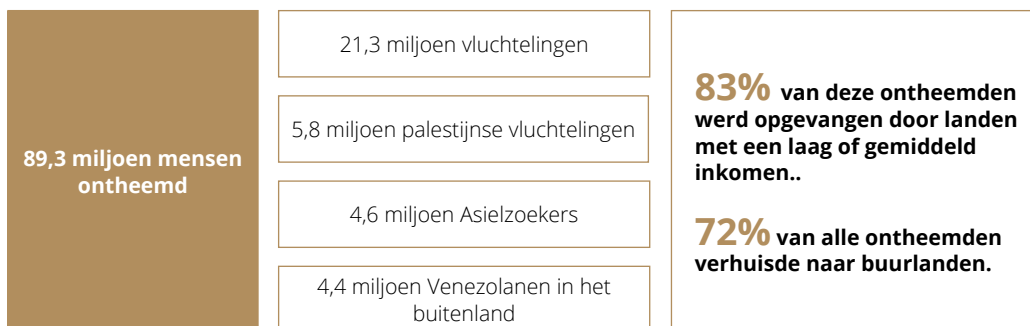 89,3 miljoen mensen
ontheemd
21,3 miljoen vluchtelingen
5,8 miljoen palestijnse vluchtelingen
4,6 miljoen Asielzoekers
4,4 miljoen Venezolanen in het
buitenland
83% van deze ontheemden
werd opgevangen door landen
met een laag of gemiddeld
inkomen..
72% van alle ontheemden
verhuisde naar buurlanden.